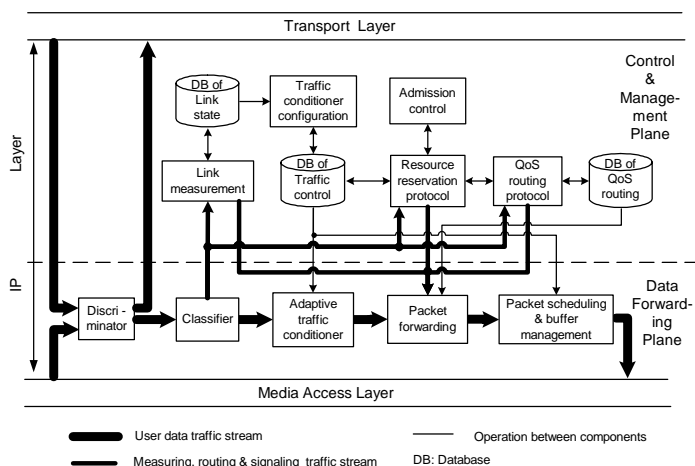 Transport Layer
Control
&
Manage-
ment
Plane
DB of
Link
state
Traffic
conditioner
configuration
Admission
control
Link
measurement
DB of
Traffic
control
Resource
reservation
protocol
QoS
routing
protocol
DB of
QoS
routing
Layer
IP
Discri -
minator
Classifier
Adaptive
traffic
conditioner
Packet
forwarding
Packet scheduling
& buffer
management
Data
Forward-
ing
Plane
Media Access Layer
User data traffic stream
Operation between components
Measuring, routing & signaling traffic stream
DB: Database